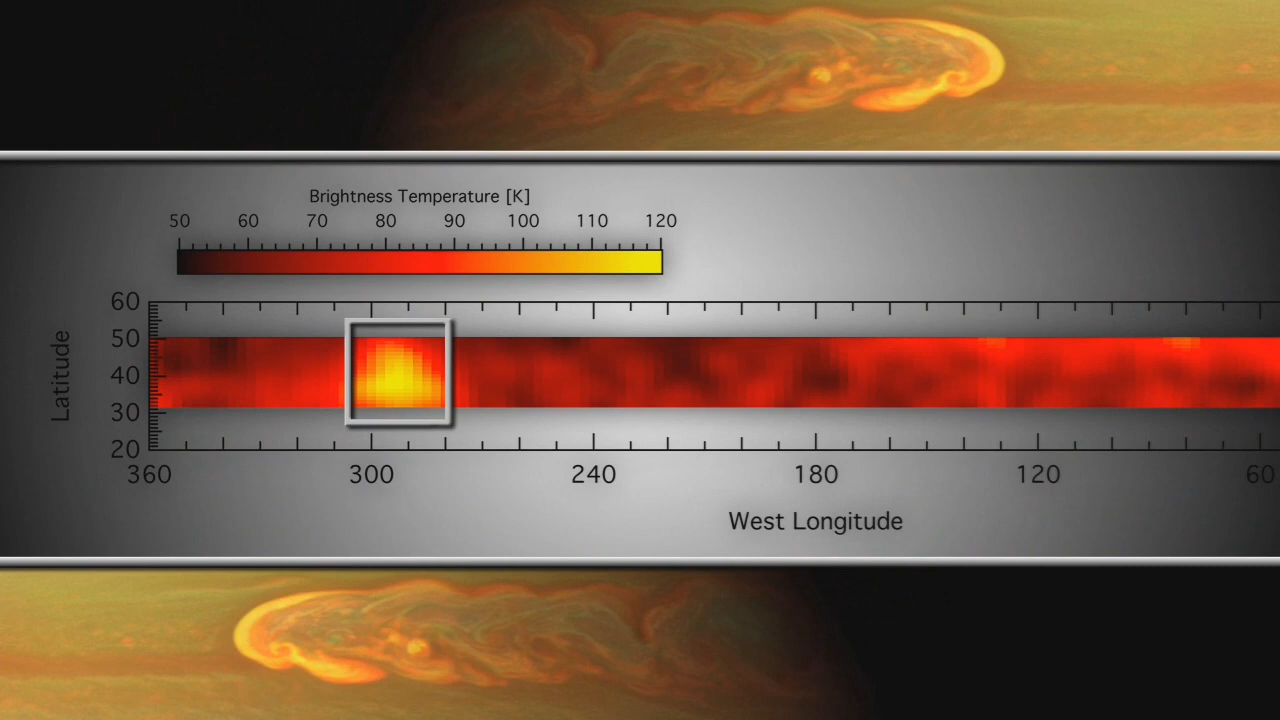 Brightness Temperature [K]
50 60 70 80 90 100 110 120
60
50
40
30
20
Latitude
360 300 240 180 120 60
West Longitude